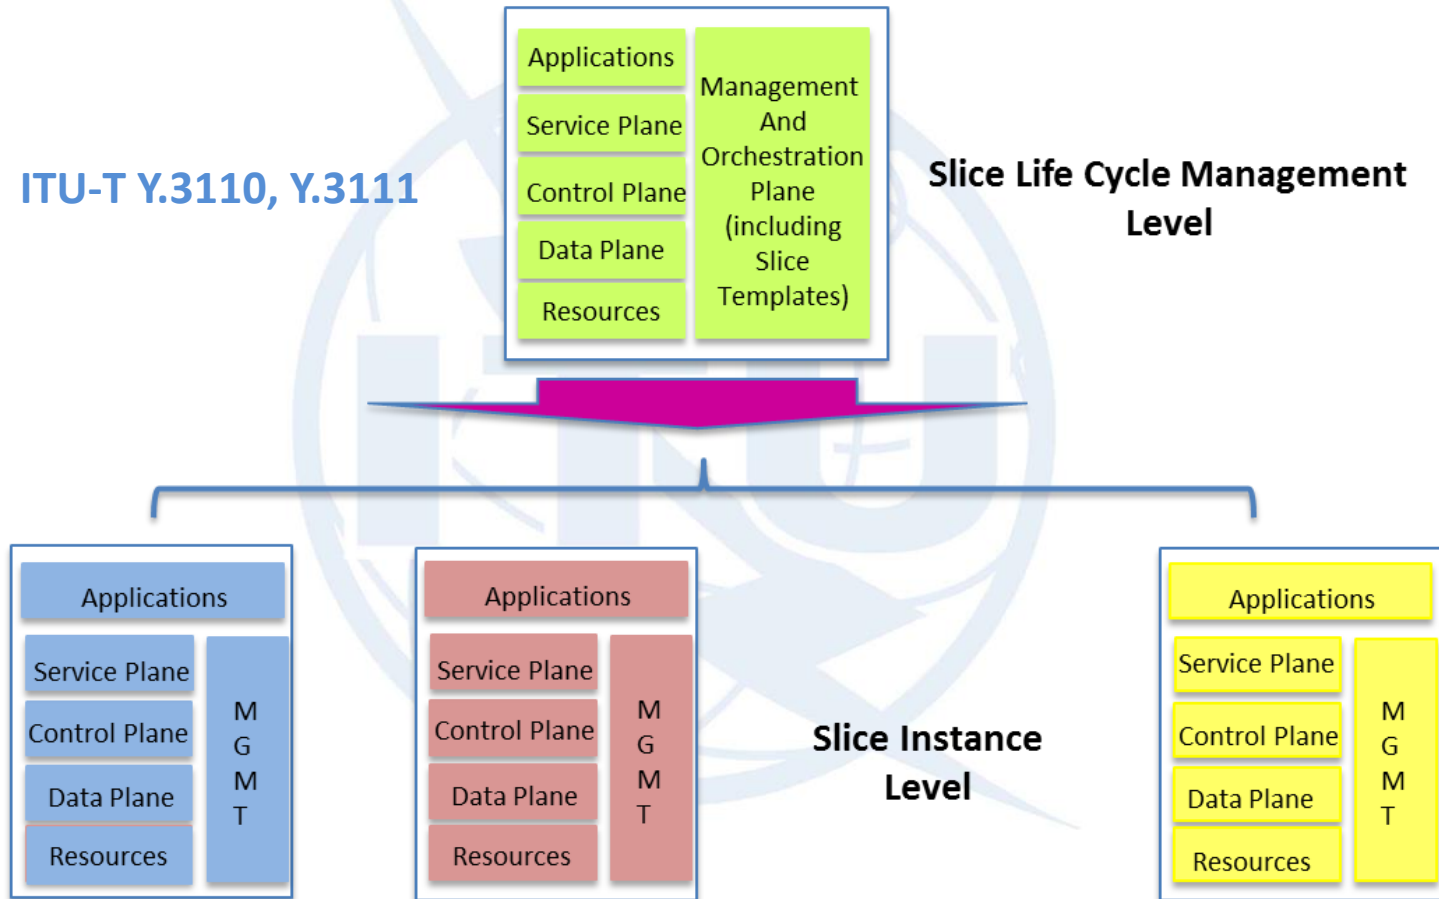 Applications
Service Plane
Control Plane
Data Plane
Resources
Management
And
Orchestration
Plane
(including
Slice
Templates)
ITU-T Y.3110, Y.3111
Slice Life Cycle Management
Level
ITU
Applications
Service Plane
Control Plane
Data Plane
Resources
M
G
M
T
Applications
Service Plane
Control Plane
Data Plane
Resources
M
G
M
T
Slice Instance
Level
Applications
Service Plane
Control Plane
Data Plane
Resources
M
G
M
T